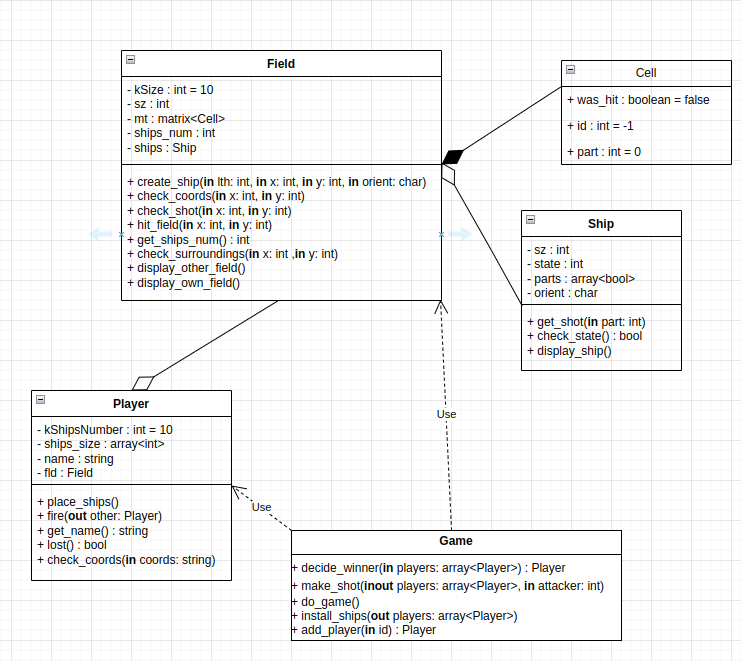 Field
- kSize : int = 10
- sz : int
- mt : matrix<Cell>
- ships_num : int
- ships : Ship
+ create_ship(in lth: int, in x: int, in y: int, in orient: char)
+ check_coords(in x: int, in y: int)
+ check_shot(in x: int, in y: int)
+ hit_field(in x: int, in y: int)
+ get_ships_num() : int
+ check_surroundings(in x: int ,in y: int)
+ display_other_field()
+ display_own_field()
Cell
+ was_hit : boolean = false
+ id : int = -1
+ part : int = 0
Ship
- sz : int
- state : int
- parts : array<bool>
- orient : char
+ get_shot(in part: int)
+ check_state() : bool
+ display_ship()
Player
- kShipsNumber : int = 10
- ships_size : array<int>
- name : string
- fld : Field
+ place_ships()
+ fire(out other: Player)
+ get_name() : string
+ lost() : bool
+ check_coords(in coords: string)
Use
Use
Game
+ decide_winner(in players: array<Player>) : Player
+ make_shot(inout players: array<Player>, in attacker: int)
+ do_game()
+ install_ships(out players: array<Player>)
+ add_player(in id) : Player